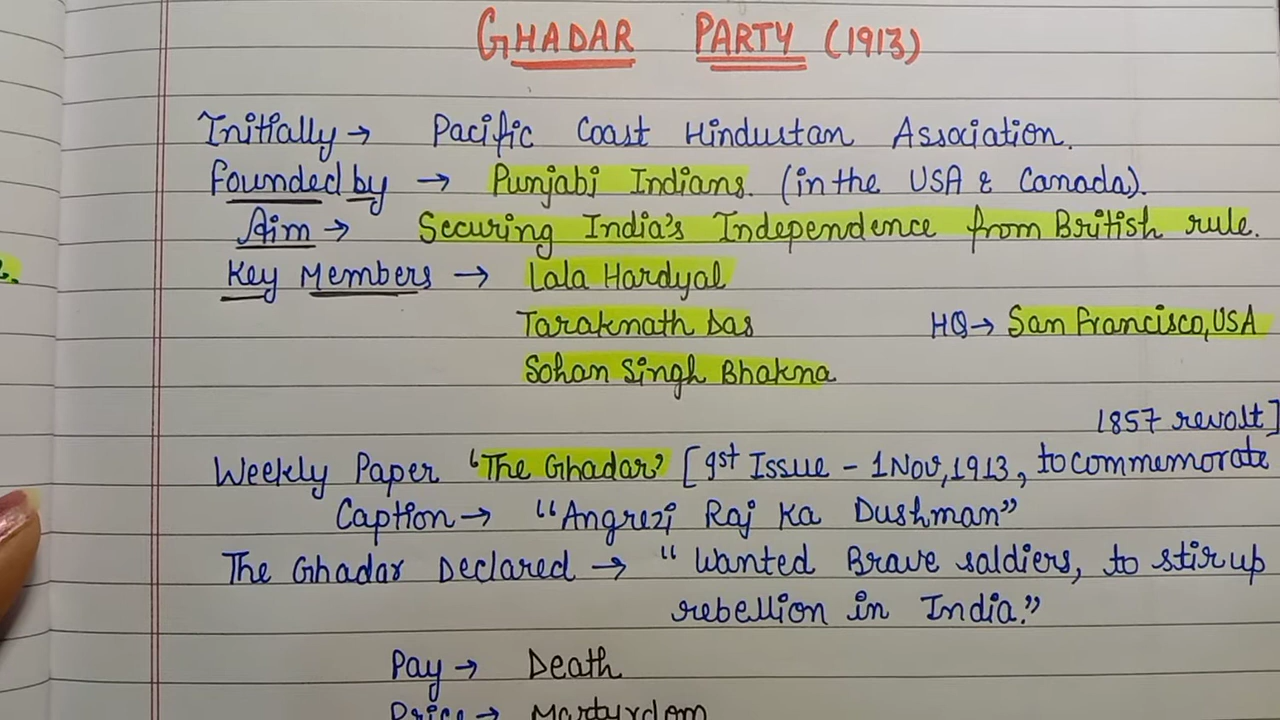 GHADAR PARTY (1913)
Initially → Pacific Coast Hindustan Association.
founded by → Punjabi Indians. (in the USA & Canada).
Aim → Securing India's Independence from British rule.
Key Members → Lala Hardyal
Taraknath Das HQ → San Francisco, USA
Sohan Singh Bhakna
1857 revolt]
Weekly Paper 'The Ghadar' [1st Issue - 1 Nov, 1913, to commemorate
Caption → "Angrezi Raj Ka Dushman"
The Ghadar Declared → "Wanted Brave soldiers, to stir up
rebellion in India."
Pay → Death
Price → Martyrdom